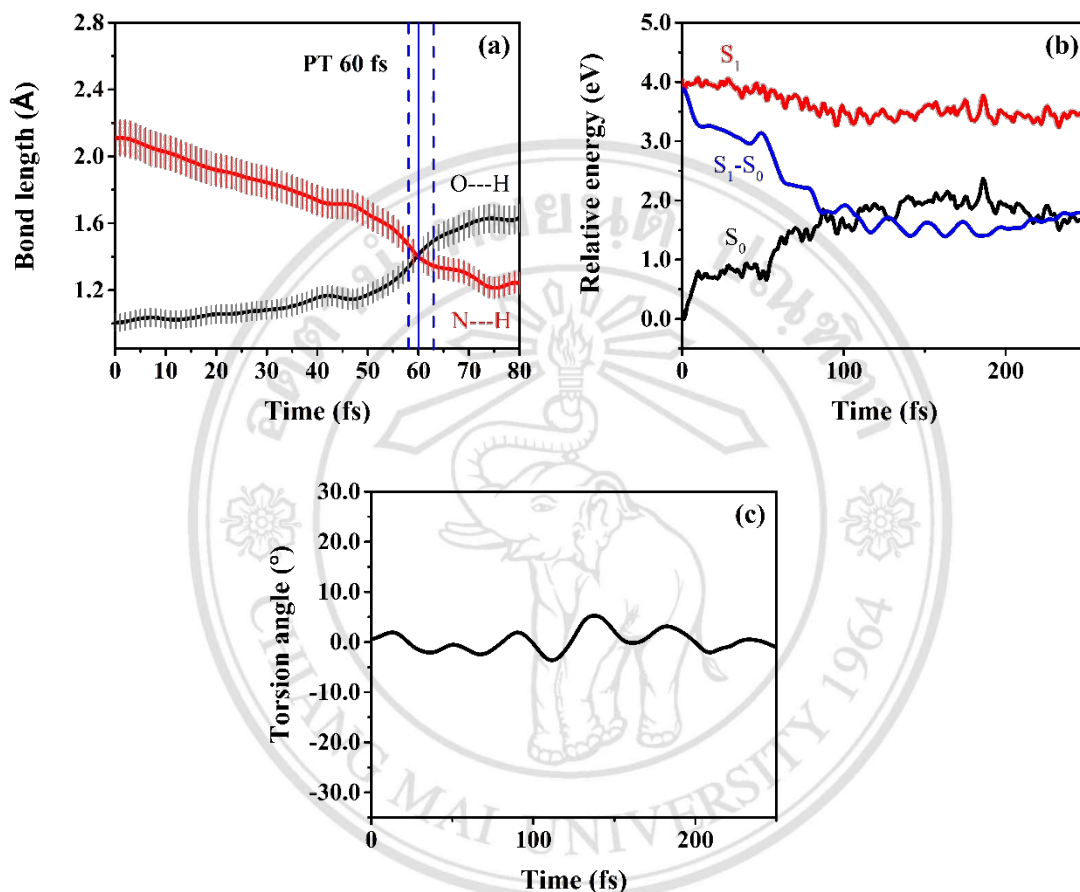 (a)
PT 60 fs
O---H
N---H
Bond length (Å)
2.8
2.4
2.0
1.6
1.2
0 10 20 30 40 50 60 70 80
Time (fs)
(b)
S1
S1-S0
S0
Relative energy (eV)
5.0
4.0
3.0
2.0
1.0
0.0
0 100 200
Time (fs)
(c)
Torsion angle (°)
30.0
20.0
10.0
0.0
-10.0
-20.0
-30.0
0 100 200
Time (fs)
CHIANG MAI UNIVERSITY 1964